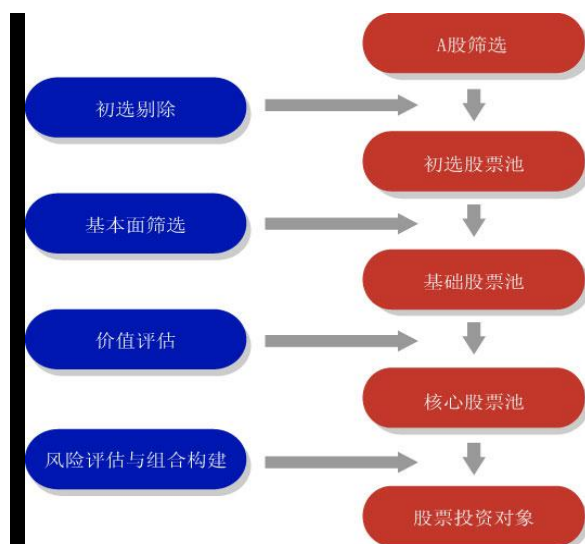 A股筛选
初选剔除
初选股票池
基本面筛选
基础股票池
价值评估
核心股票池
风险评估与组合构建
股票投资对象